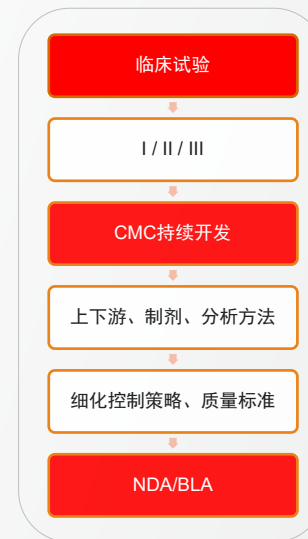 临床试验
I / II / III
CMC持续开发
上下游、制剂、分析方法
细化控制策略、质量标准
NDA/BLA